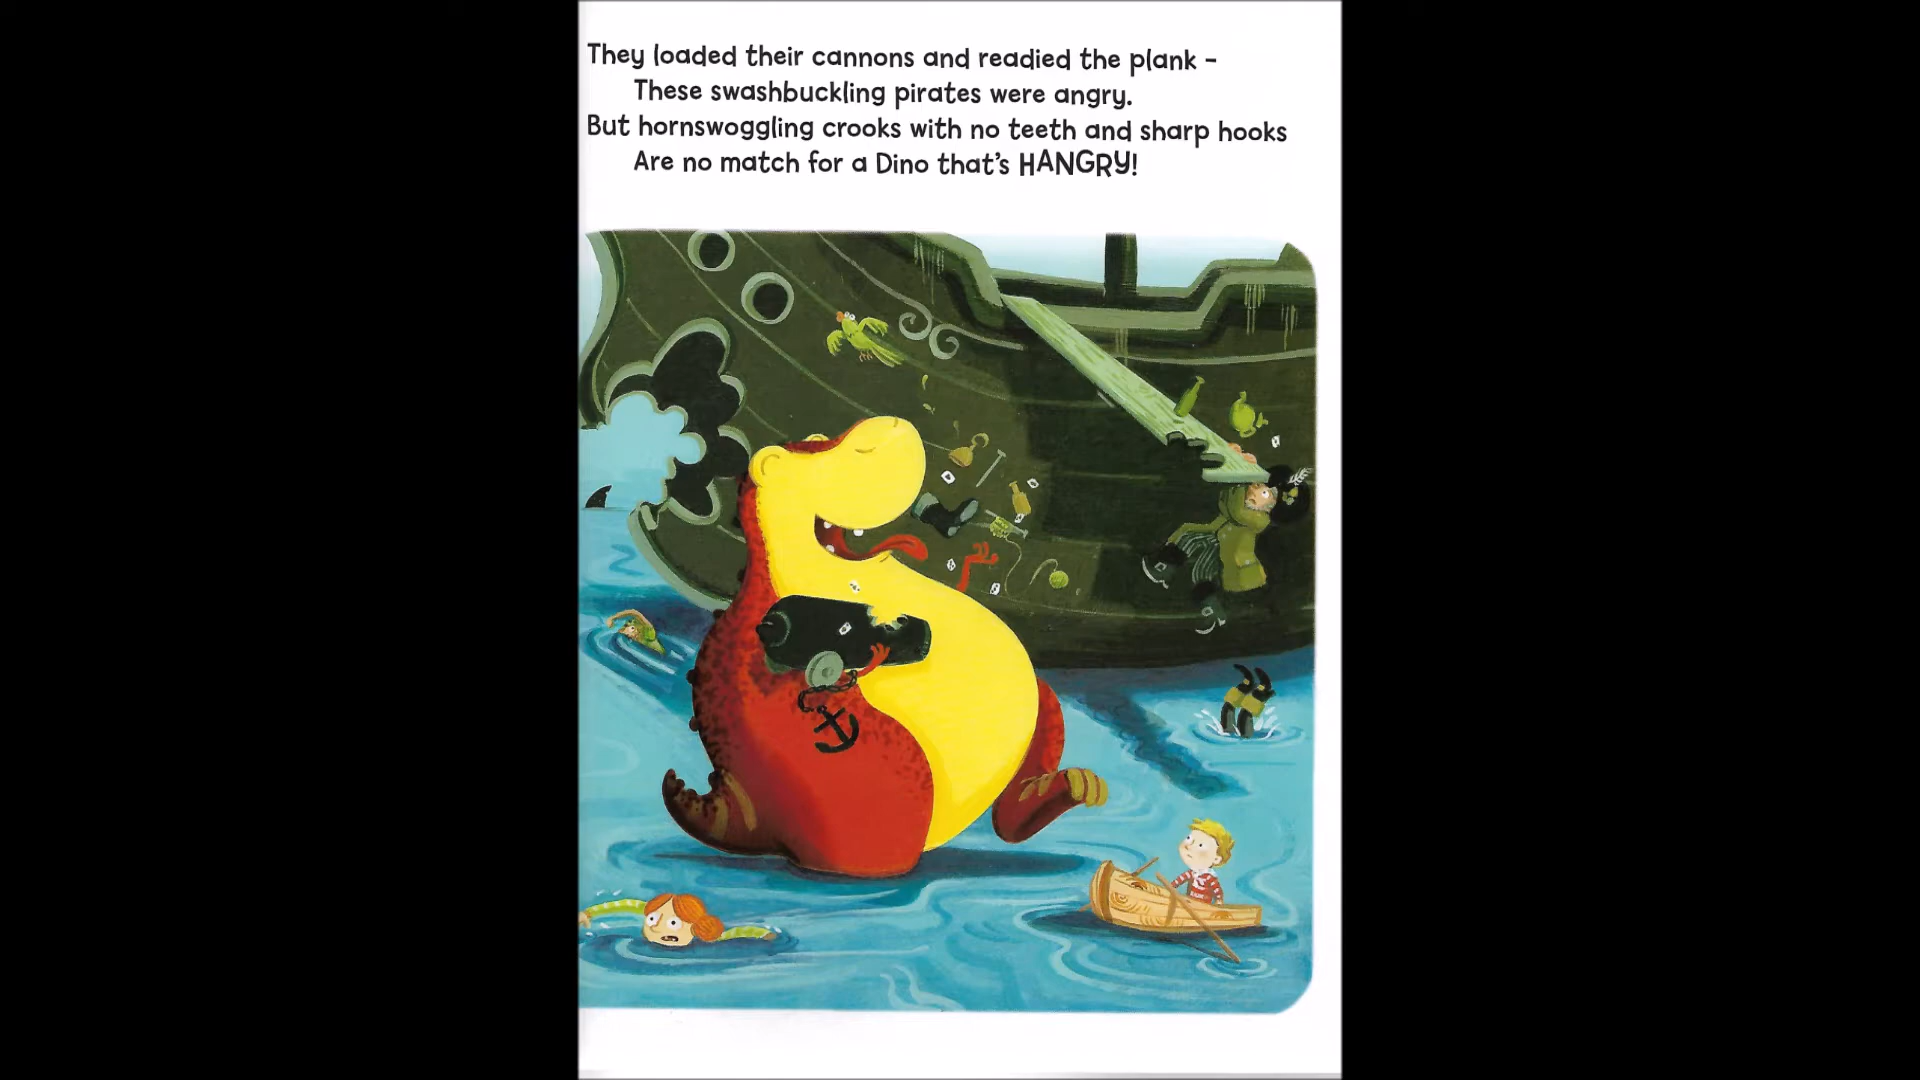 They loaded their cannons and readied the plank –
These swashbuckling pirates were angry.
But hornswoggling crooks with no teeth and sharp hooks
Are no match for a Dino that's HANGRY!